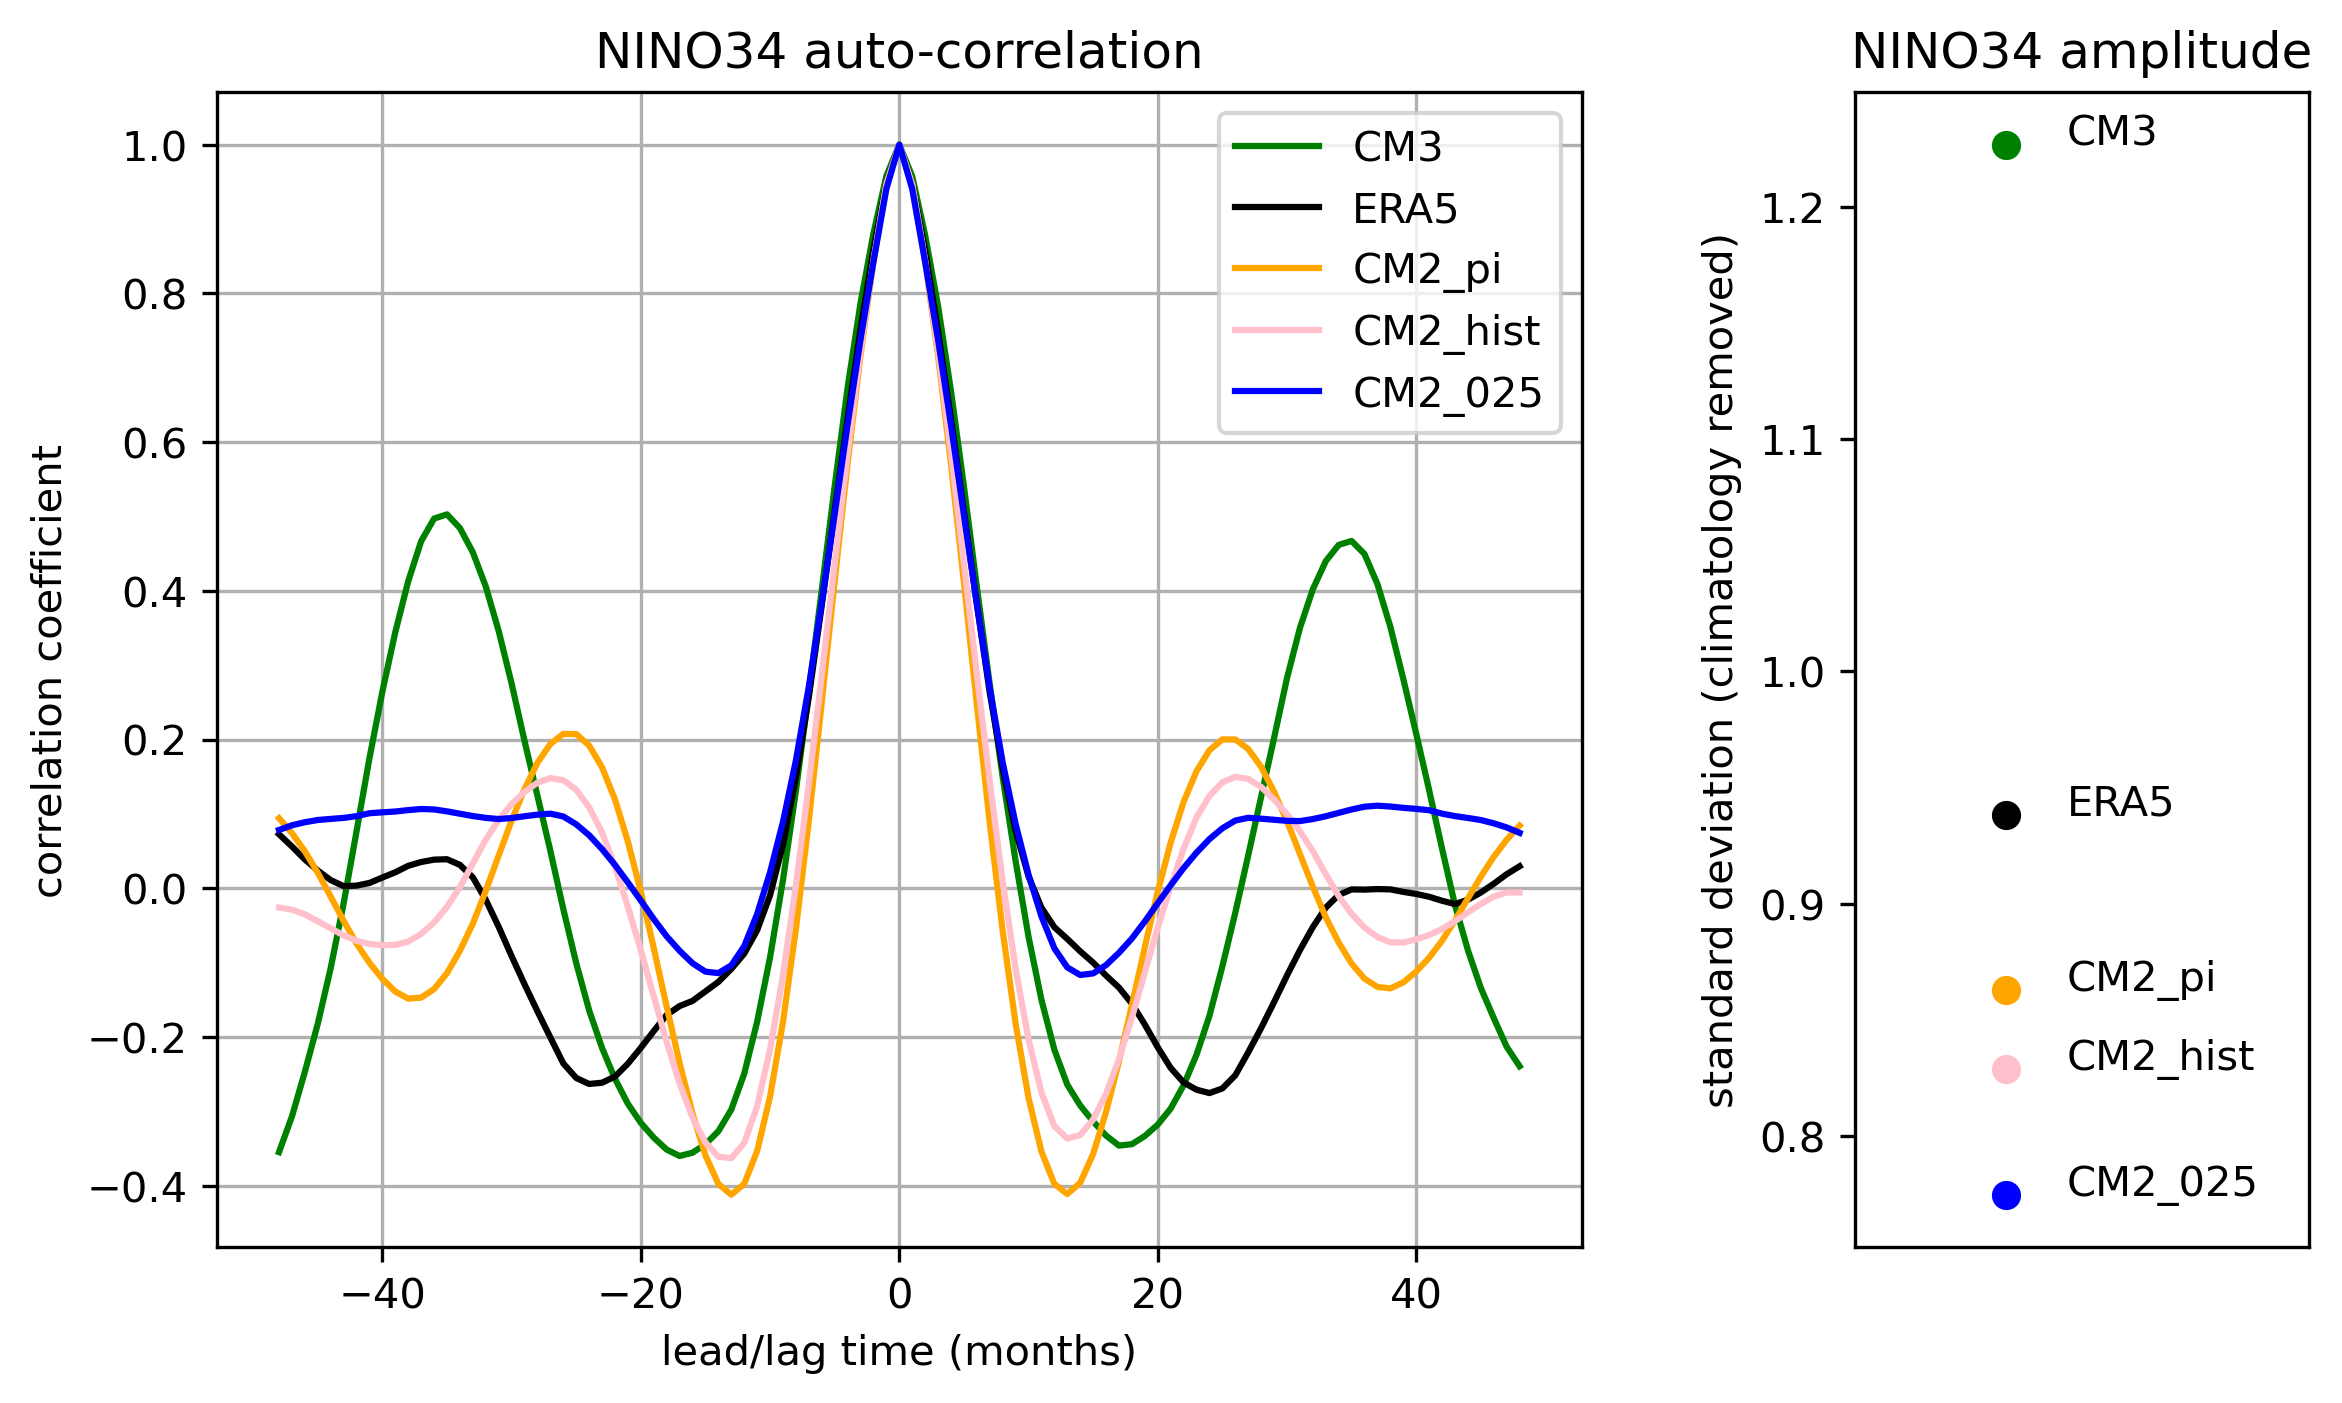 NINO34 auto-correlation
correlation coefficient
1.0
0.8
0.6
0.4
0.2
0.0
−0.2
−0.4
−40
−20
0
20
40
lead/lag time (months)
CM3
ERA5
CM2_pi
CM2_hist
CM2_025
NINO34 amplitude
standard deviation (climatology removed)
1.2
1.1
1.0
0.9
0.8
CM3
ERA5
CM2_pi
CM2_hist
CM2_025